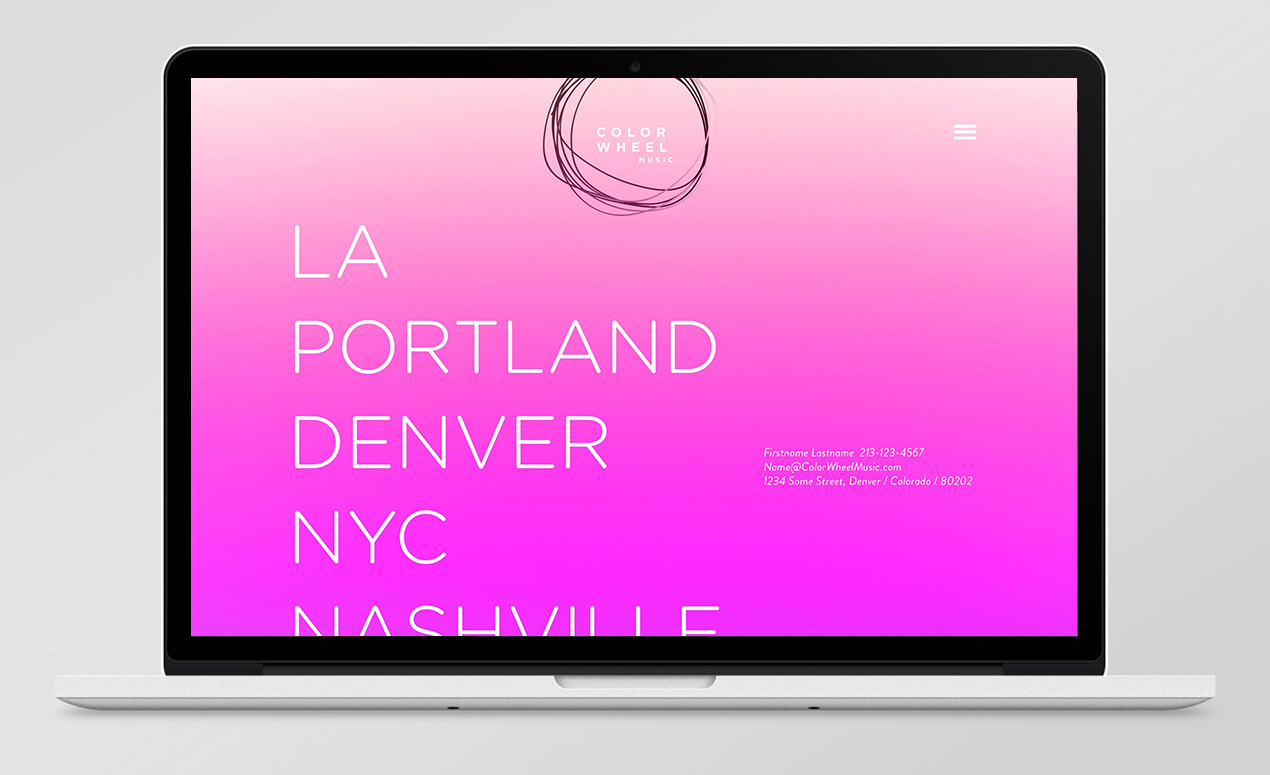 COLOR
WHEEL
MUSIC
LA
PORTLAND
DENVER
Firstname Lastname 213-123-4567
Name@ColorWheelMusic.com
1234 Some Street, Denver / Colorado / 80202
NYC
NASHVILLE